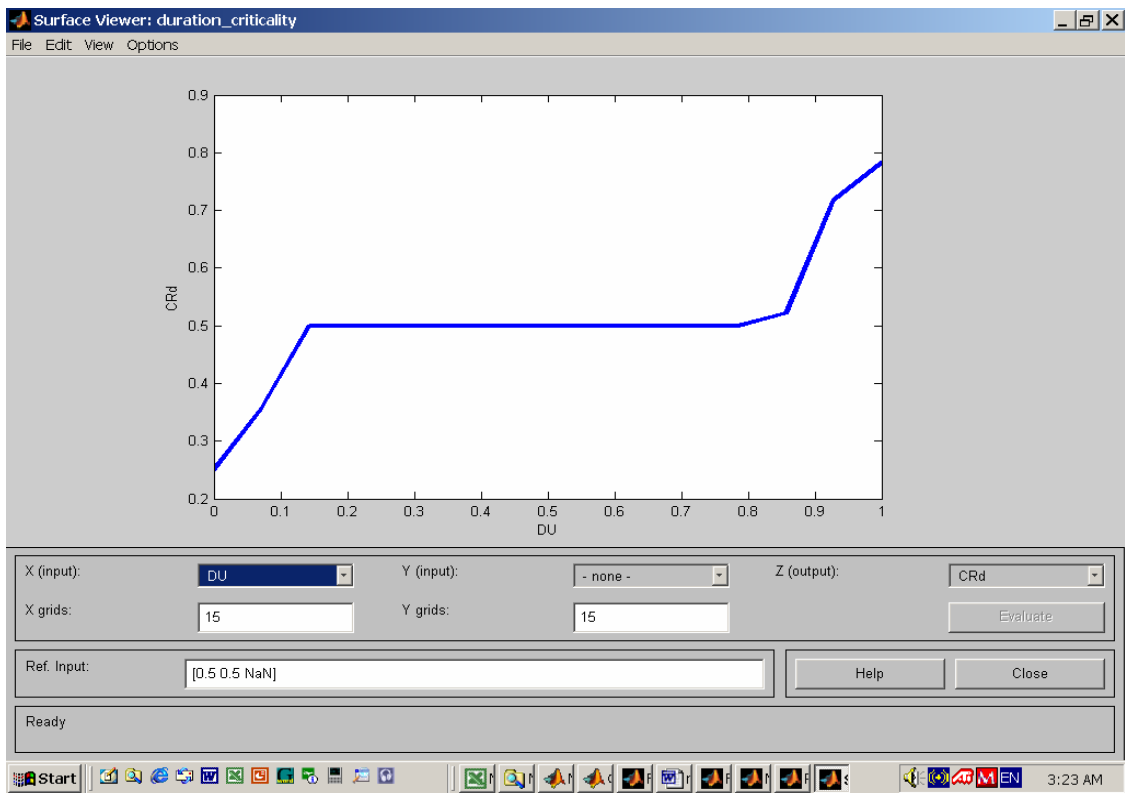 Surface Viewer: duration_criticality
File Edit View Options
0.9
0.8
0.7
0.6
0.5
0.4
0.3
0.2
CRd
0 0.1 0.2 0.3 0.4 0.5 0.6 0.7 0.8 0.9 1
DU
X (input): DU Y (input): - none - Z (output): CRd
X grids: 15 Y grids: 15 Evaluate
Ref. Input: [0.5 0.5 NaN] Help Close
Ready
Start EN 3:23 AM